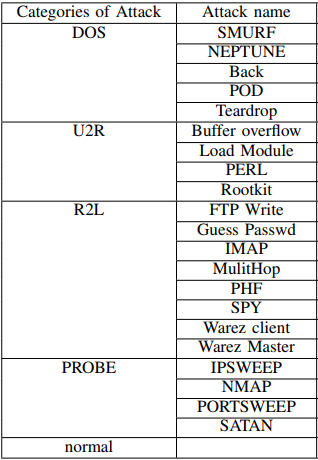 Categories of Attack Attack name
DOS SMURF
NEPTUNE
Back
POD
Teardrop
U2R Buffer overflow
Load Module
PERL
Rootkit
R2L FTP Write
Guess Passwd
IMAP
MulitHop
PHF
SPY
Warez client
Warez Master
PROBE IPSWEEP
NMAP
PORTSWEEP
SATAN
normal